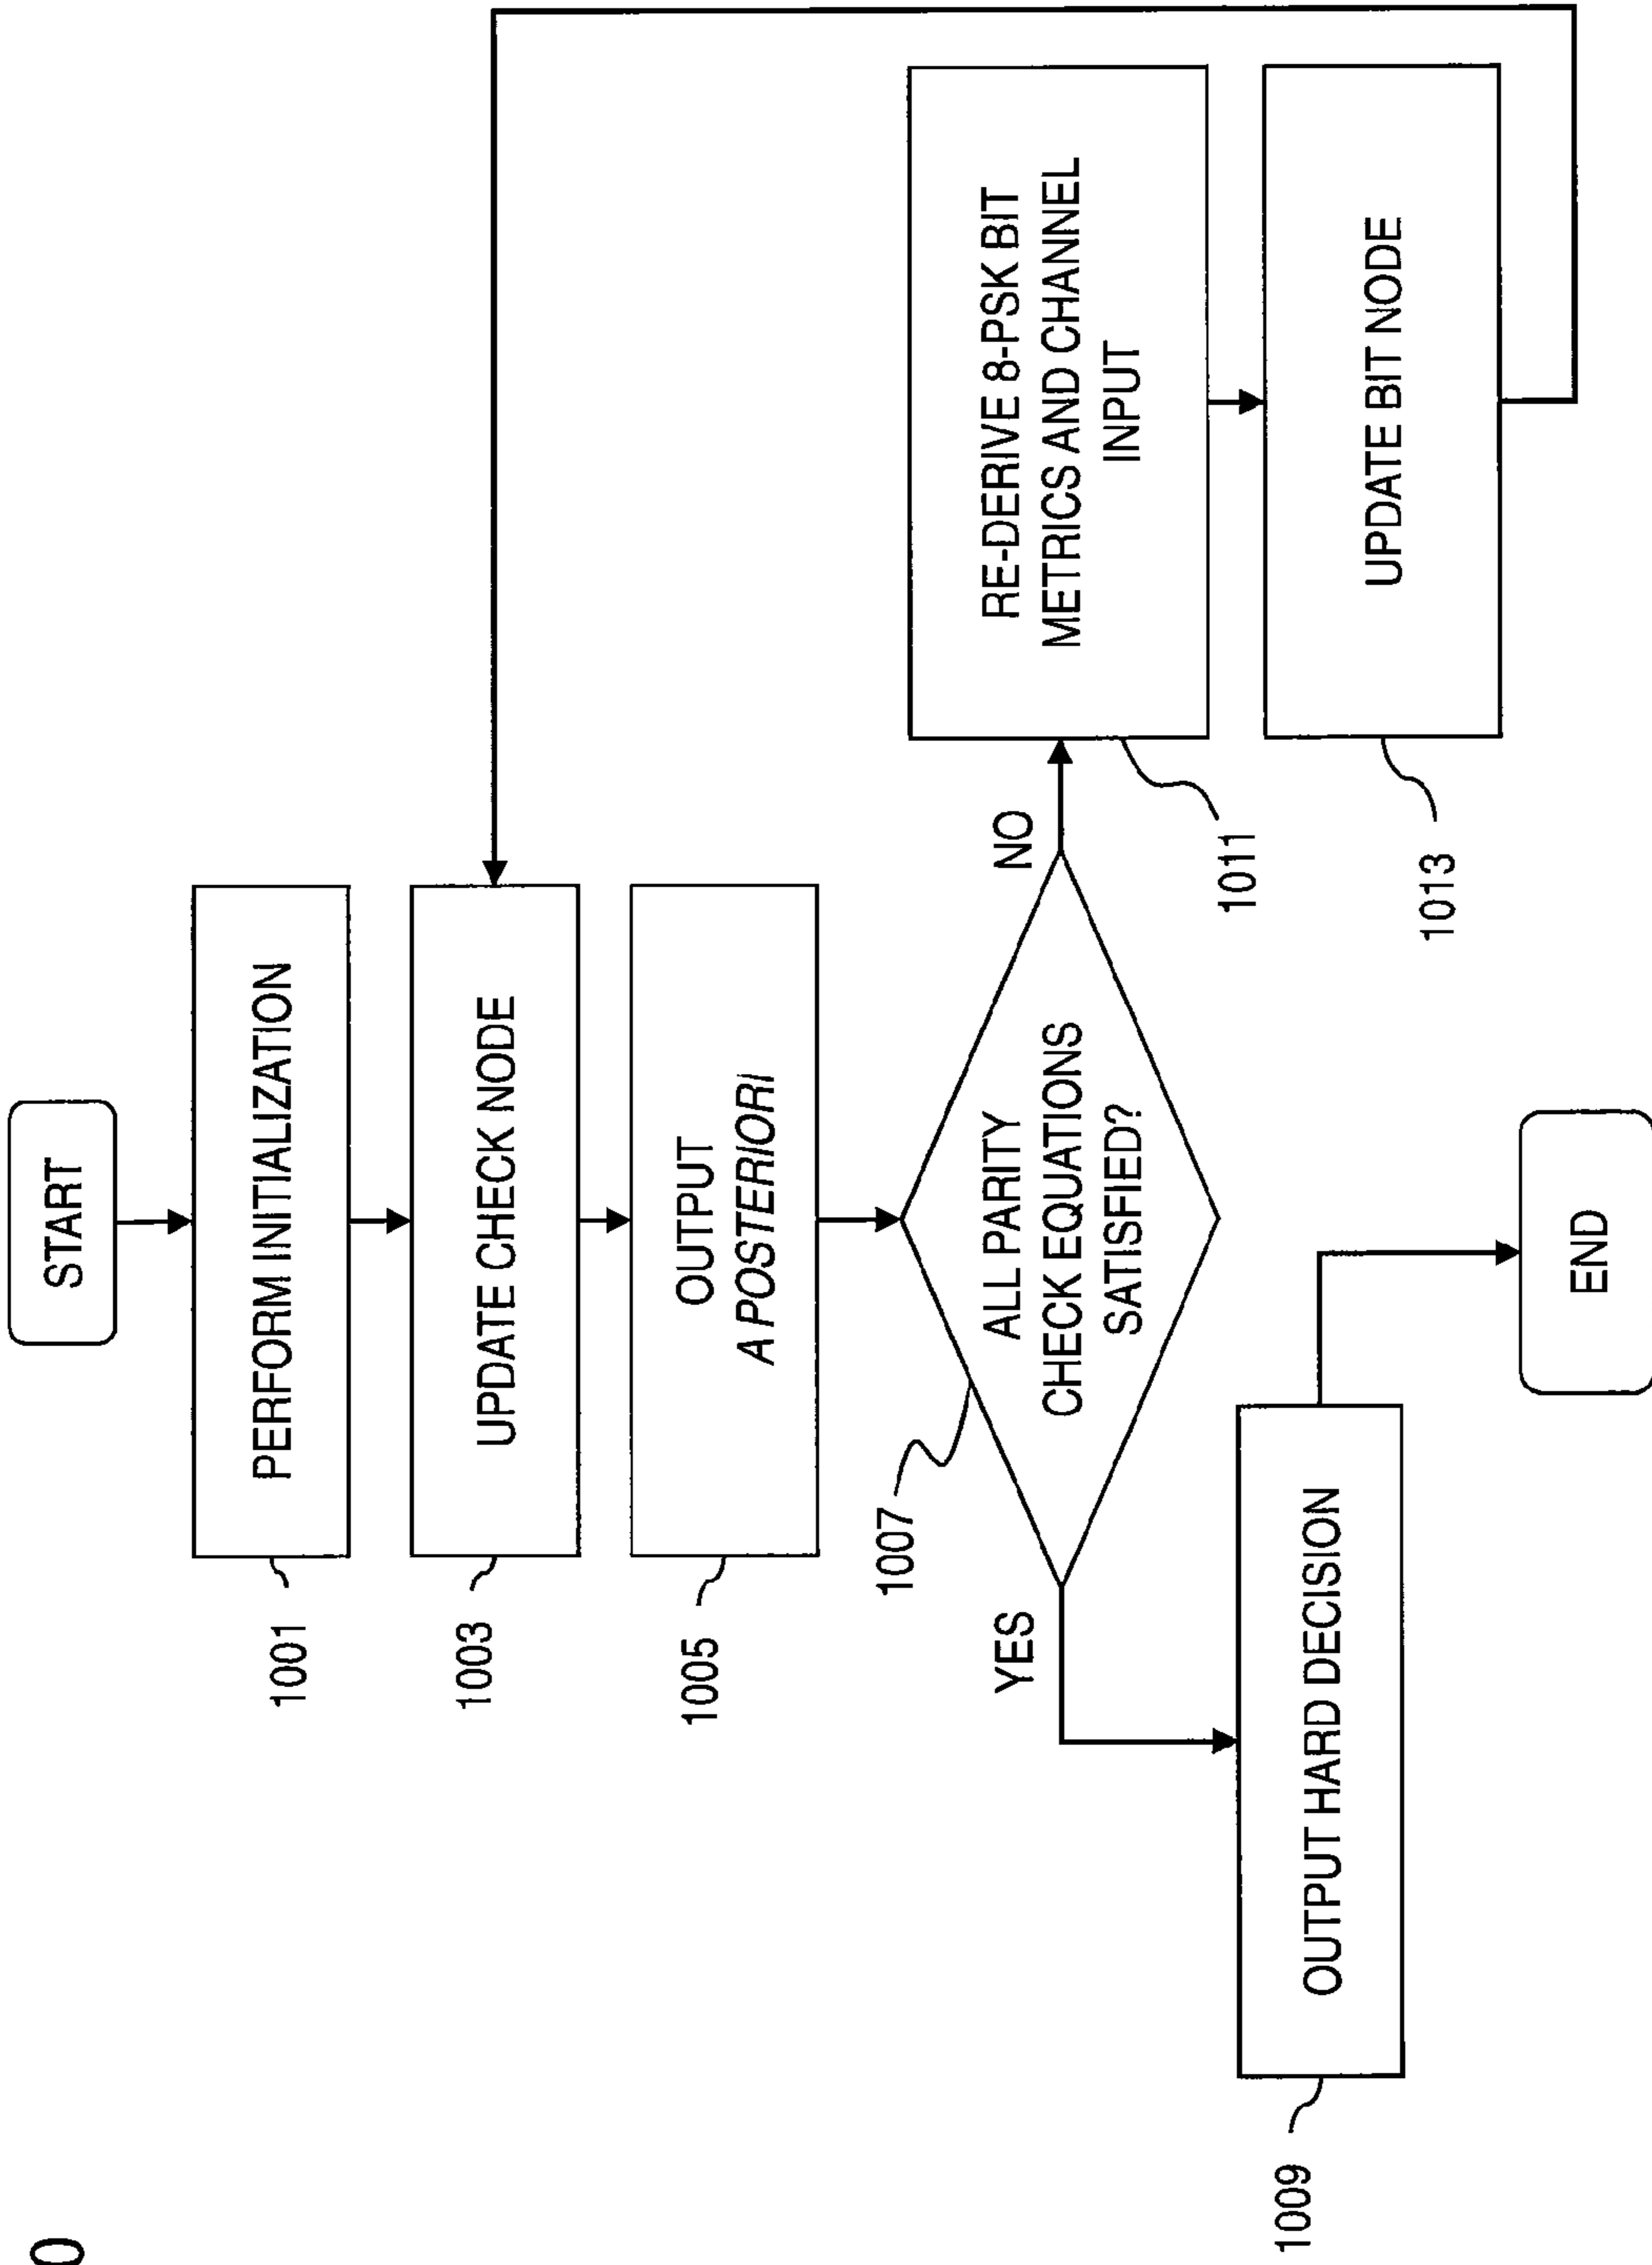 START
PERFORM INITIALIZATION
1001
UPDATE CHECK NODE
1003
OUTPUT
A POSTERIORI
1005
ALL PARITY
CHECK EQUATIONS
SATISFIED?
1007
YES
NO
RE-DERIVE 8-PSK BIT
METRICS AND CHANNEL
INPUT
1011
UPDATE BIT NODE
1013
OUTPUT HARD DECISION
1009
END